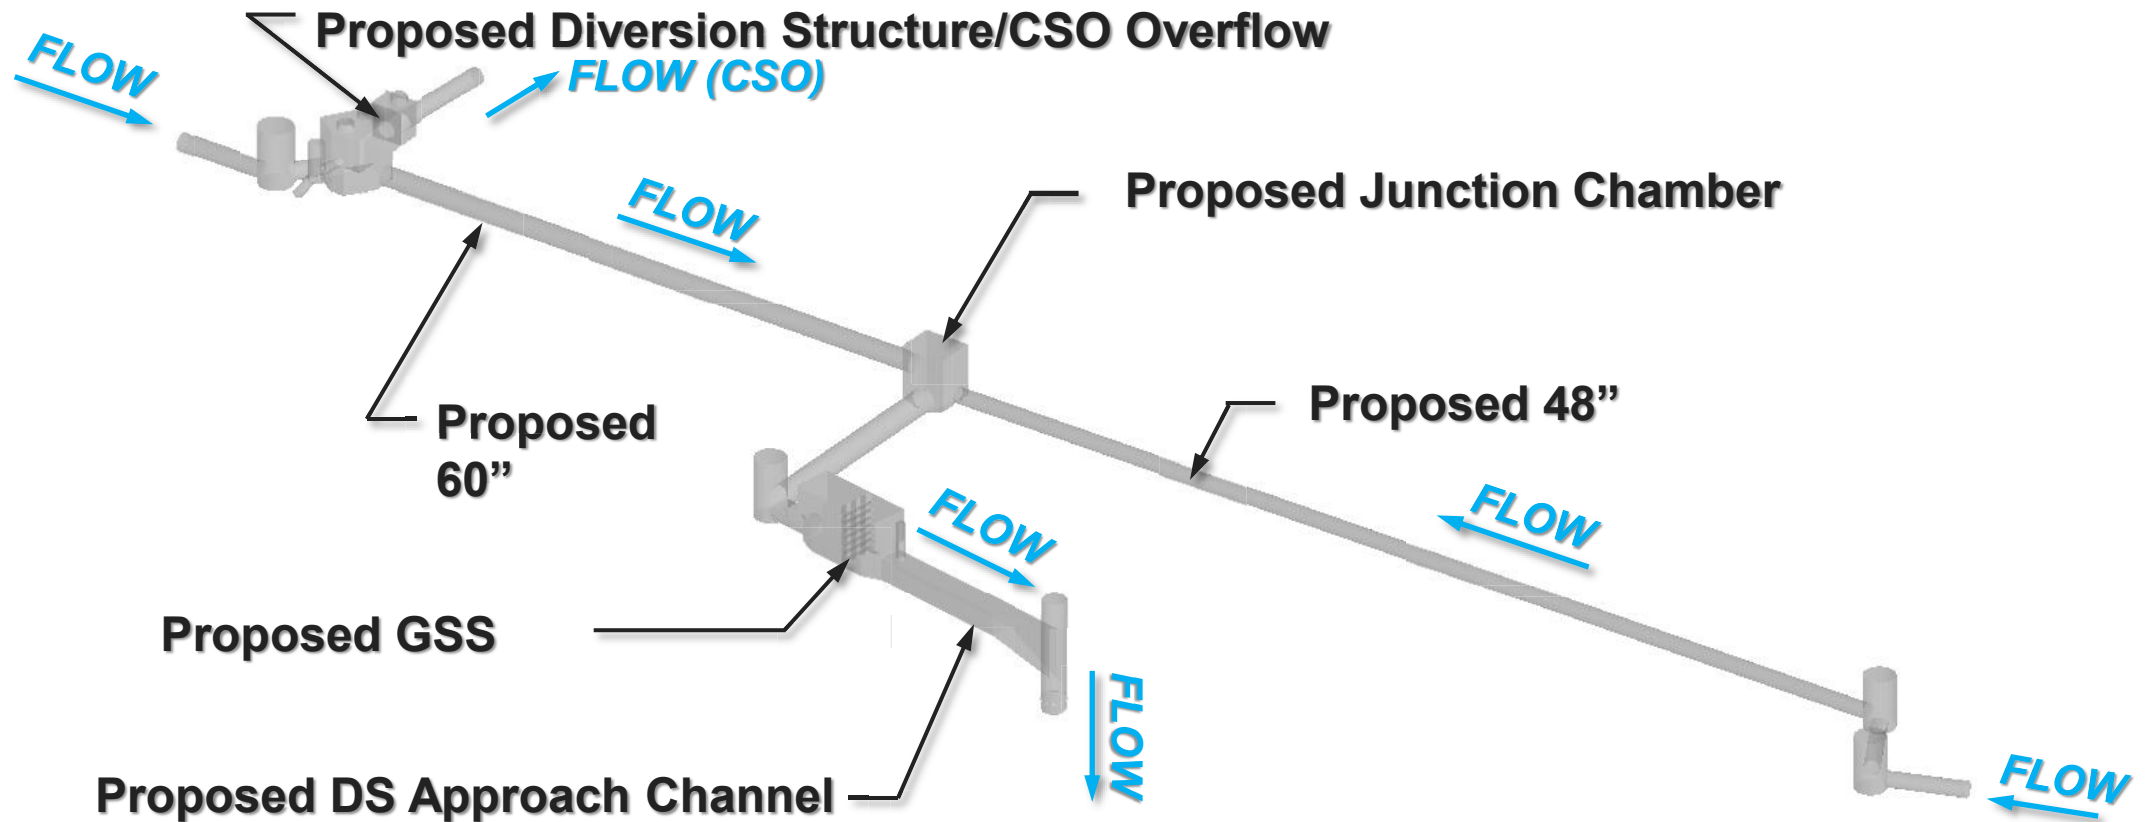 Proposed Diversion Structure/CSO Overflow
FLOW
FLOW (CSO)
FLOW
Proposed Junction Chamber
Proposed
60”
Proposed 48”
FLOW
FLOW
Proposed GSS
FLOW
Proposed DS Approach Channel
FLOW